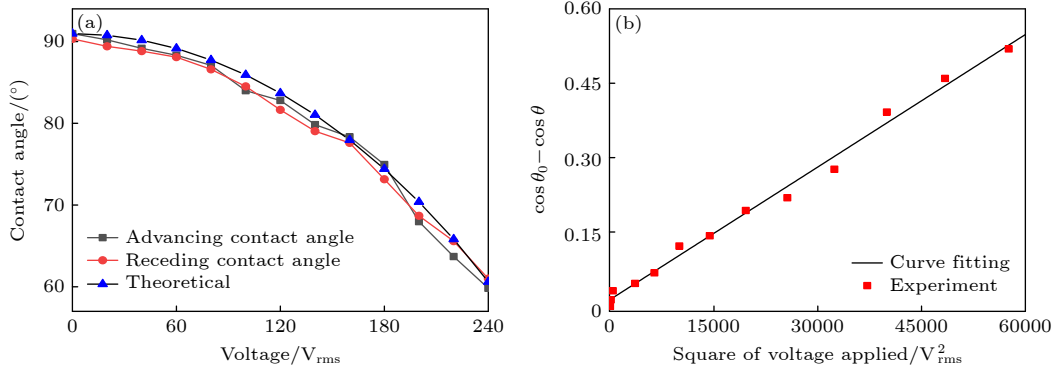 (a)
Contact angle/(°)
90
80
70
60
Advancing contact angle
Receding contact angle
Theoretical
0
60
120
180
240
Voltage/Vrms
(b)
cos θ0−cos θ
0.60
0.45
0.30
0.15
0
Curve fitting
Experiment
0
15000
30000
45000
60000
Square of voltage applied/V²rms